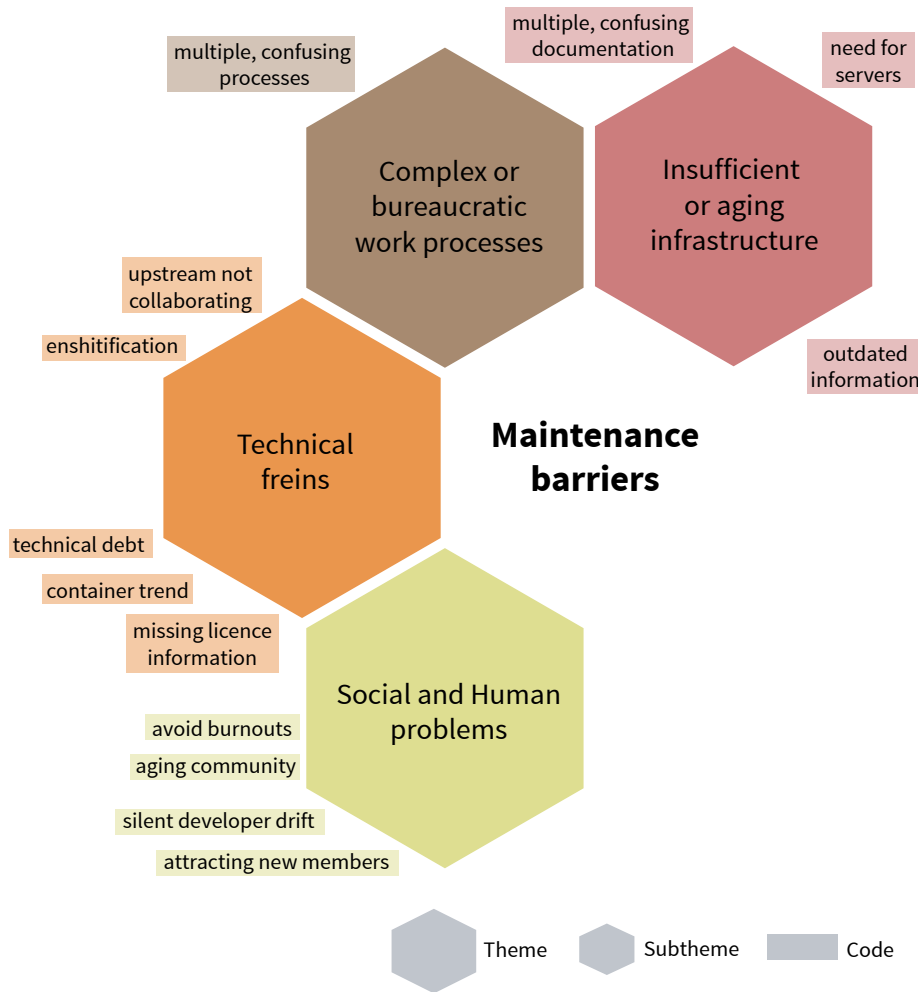 multiple, confusing
documentation
need for
servers
multiple, confusing
processes
Complex or
bureaucratic
work processes
Insufficient
or aging
infrastructure
upstream not
collaborating
enshitification
outdated
information
Technical
freins
Maintenance
barriers
technical debt
container trend
missing licence
information
Social and Human
problems
avoid burnouts
aging community
silent developer drift
attracting new members
Theme
Subtheme
Code